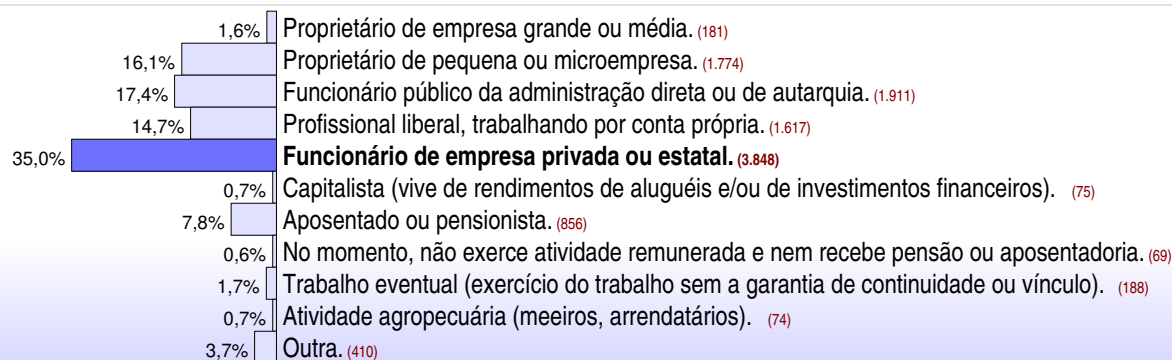 1,6% Proprietário de empresa grande ou média. (181)
16,1% Proprietário de pequena ou microempresa. (1.774)
17,4% Funcionário público da administração direta ou de autarquia. (1.911)
14,7% Profissional liberal, trabalhando por conta própria. (1.617)
35,0% Funcionário de empresa privada ou estatal. (3.848)
0,7% Capitalista (vive de rendimentos de aluguéis e/ou de investimentos financeiros). (75)
7,8% Aposentado ou pensionista. (856)
0,6% No momento, não exerce atividade remunerada e nem recebe pensão ou aposentadoria. (69)
1,7% Trabalho eventual (exercício do trabalho sem a garantia de continuidade ou vínculo). (188)
0,7% Atividade agropecuária (meeiros, arrendatários). (74)
3,7% Outra. (410)